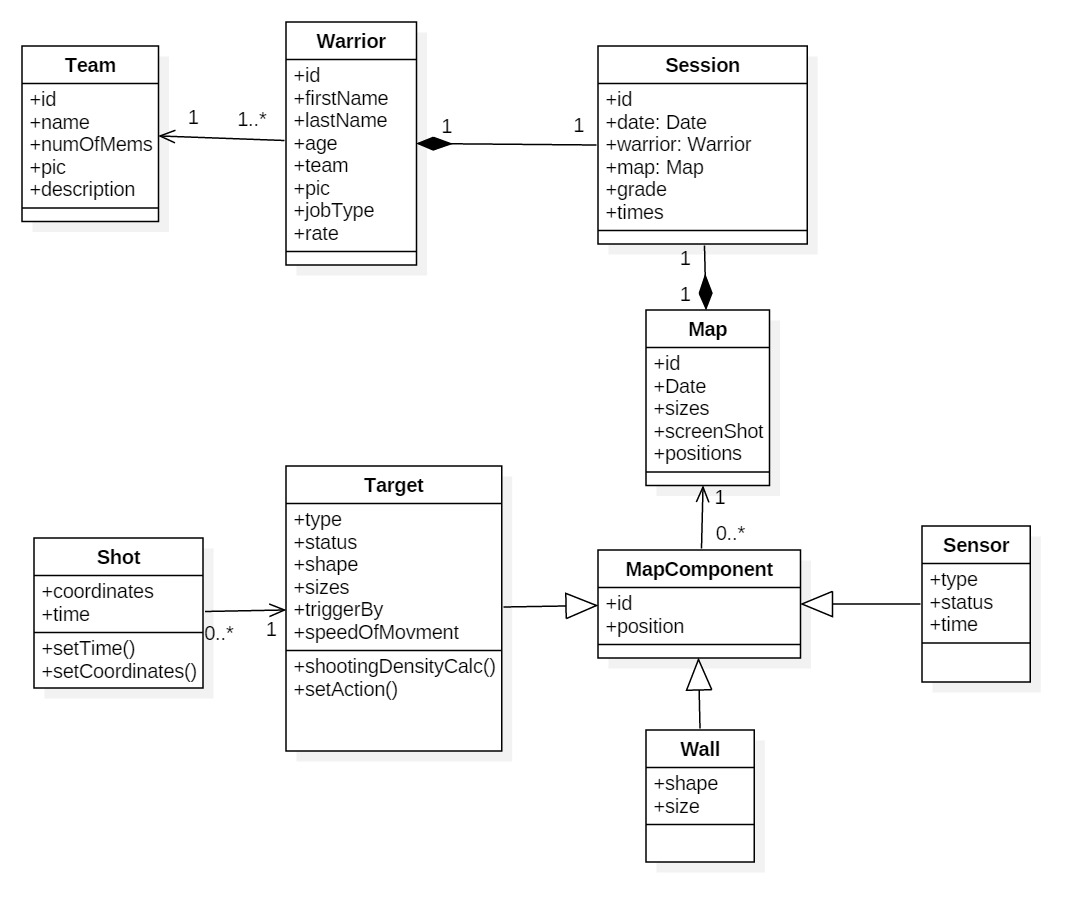 Team
+id
+name
+numOfMems
+pic
+description
1
1..*
Warrior
+id
+firstName
+lastName
+age
+team
+pic
+jobType
+rate
1
1
Session
+id
+date: Date
+warrior: Warrior
+map: Map
+grade
+times
1
1
Map
+id
+Date
+sizes
+screenShot
+positions
1
0..*
Shot
+coordinates
+time
+setTime()
+setCoordinates()
0..*
1
Target
+type
+status
+shape
+sizes
+triggerBy
+speedOfMovment
+shootingDensityCalc()
+setAction()
MapComponent
+id
+position
Sensor
+type
+status
+time
Wall
+shape
+size